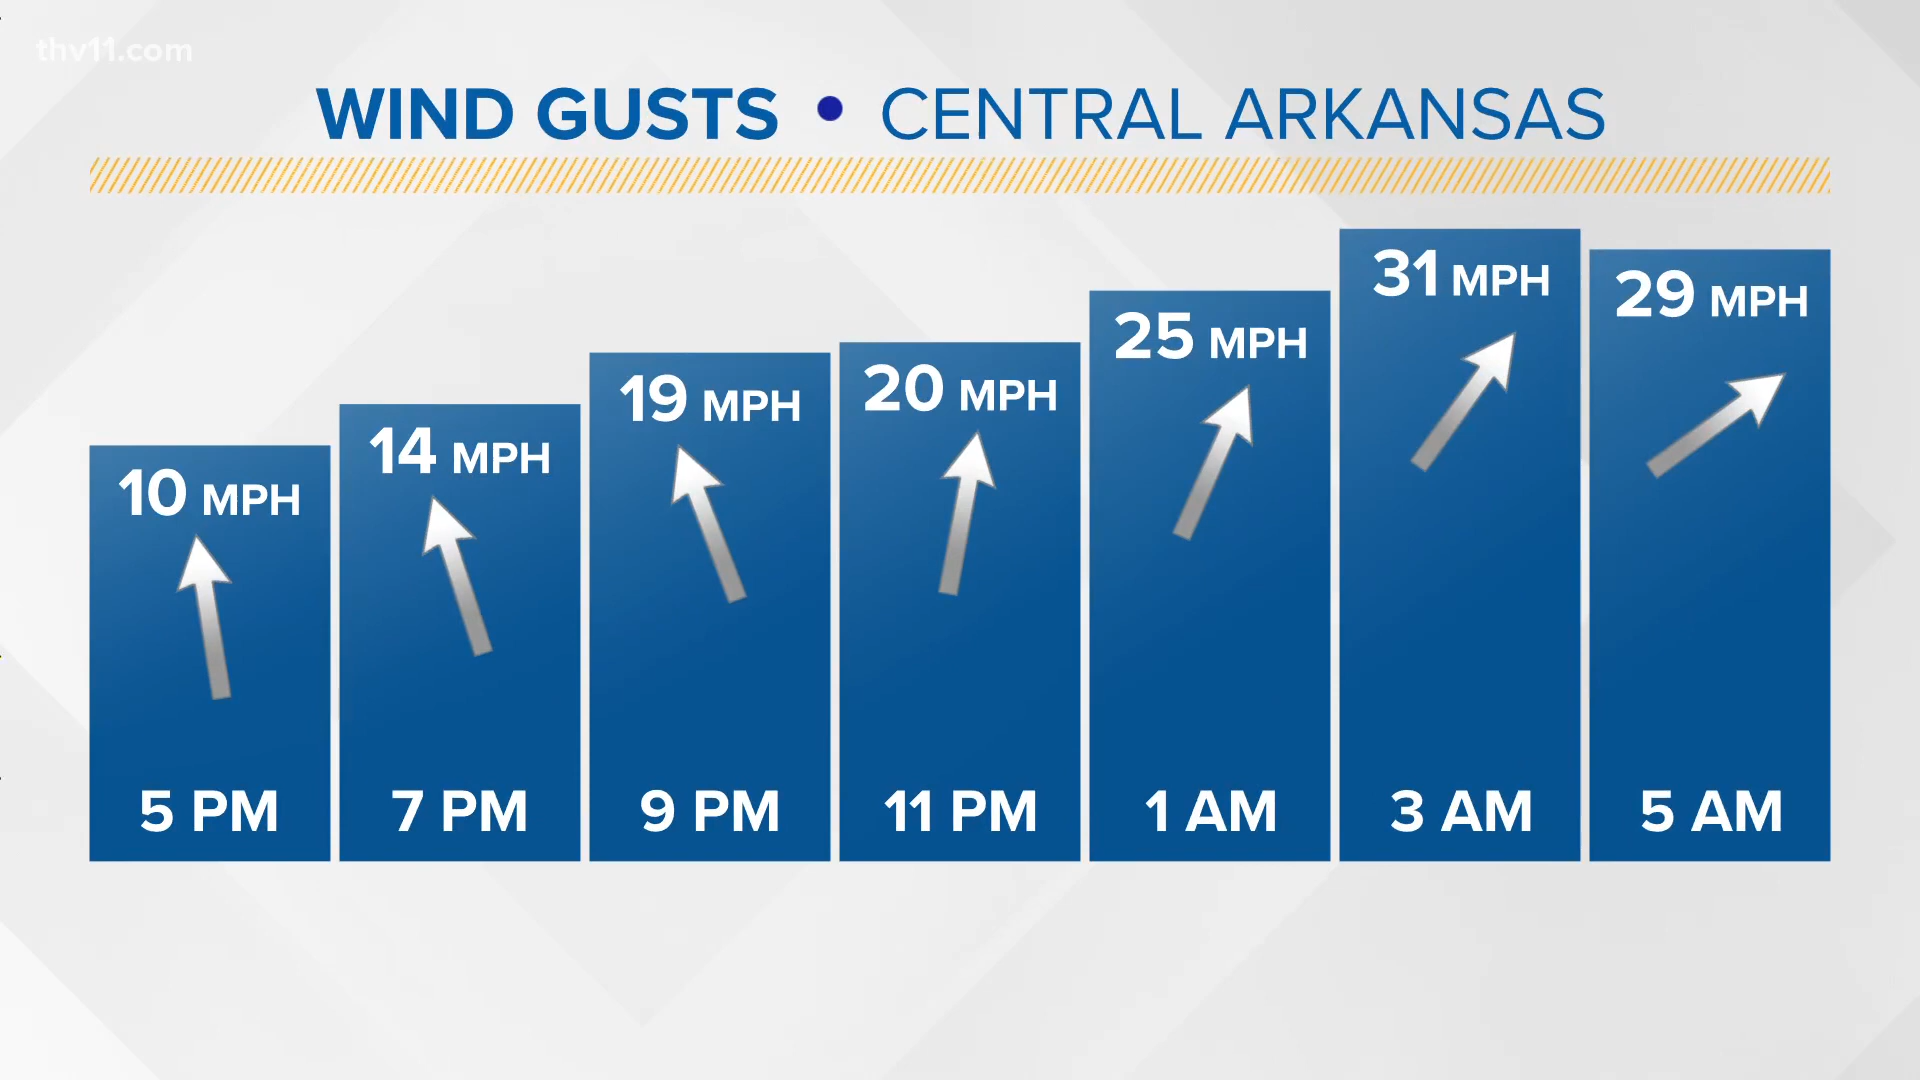 thv11.com
WIND GUSTS • CENTRAL ARKANSAS
10 MPH
14 MPH
19 MPH
20 MPH
25 MPH
31 MPH
29 MPH
5 PM
7 PM
9 PM
11 PM
1 AM
3 AM
5 AM